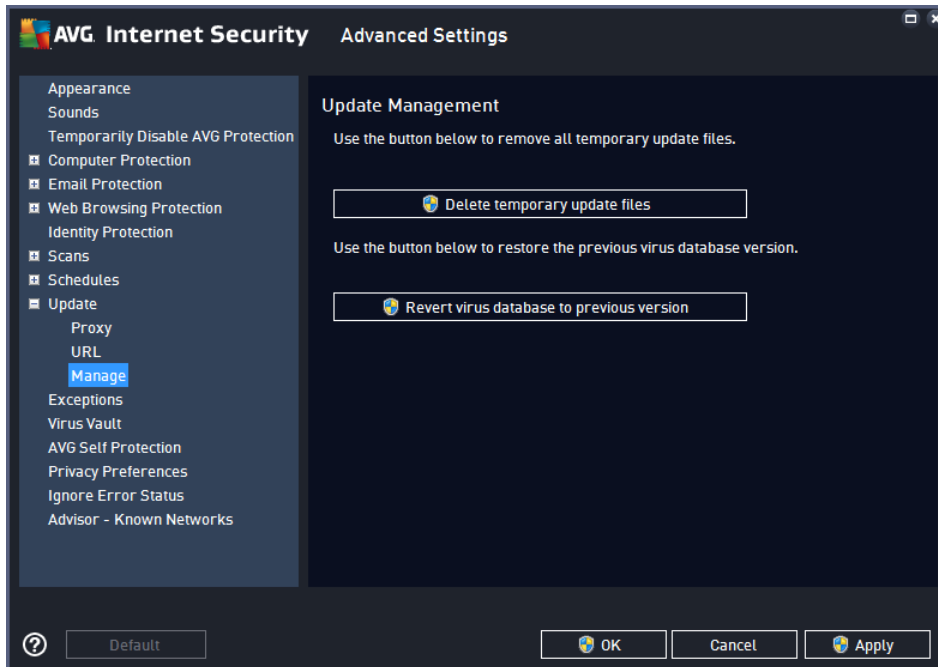 AVG. Internet Security Advanced Settings
Appearance
Sounds
Temporarily Disable AVG Protection
Computer Protection
Email Protection
Web Browsing Protection
Identity Protection
Scans
Schedules
Update
Proxy
URL
Manage
Exceptions
Virus Vault
AVG Self Protection
Privacy Preferences
Ignore Error Status
Advisor - Known Networks
Update Management
Use the button below to remove all temporary update files.
Delete temporary update files
Use the button below to restore the previous virus database version.
Revert virus database to previous version
? Default OK Cancel Apply